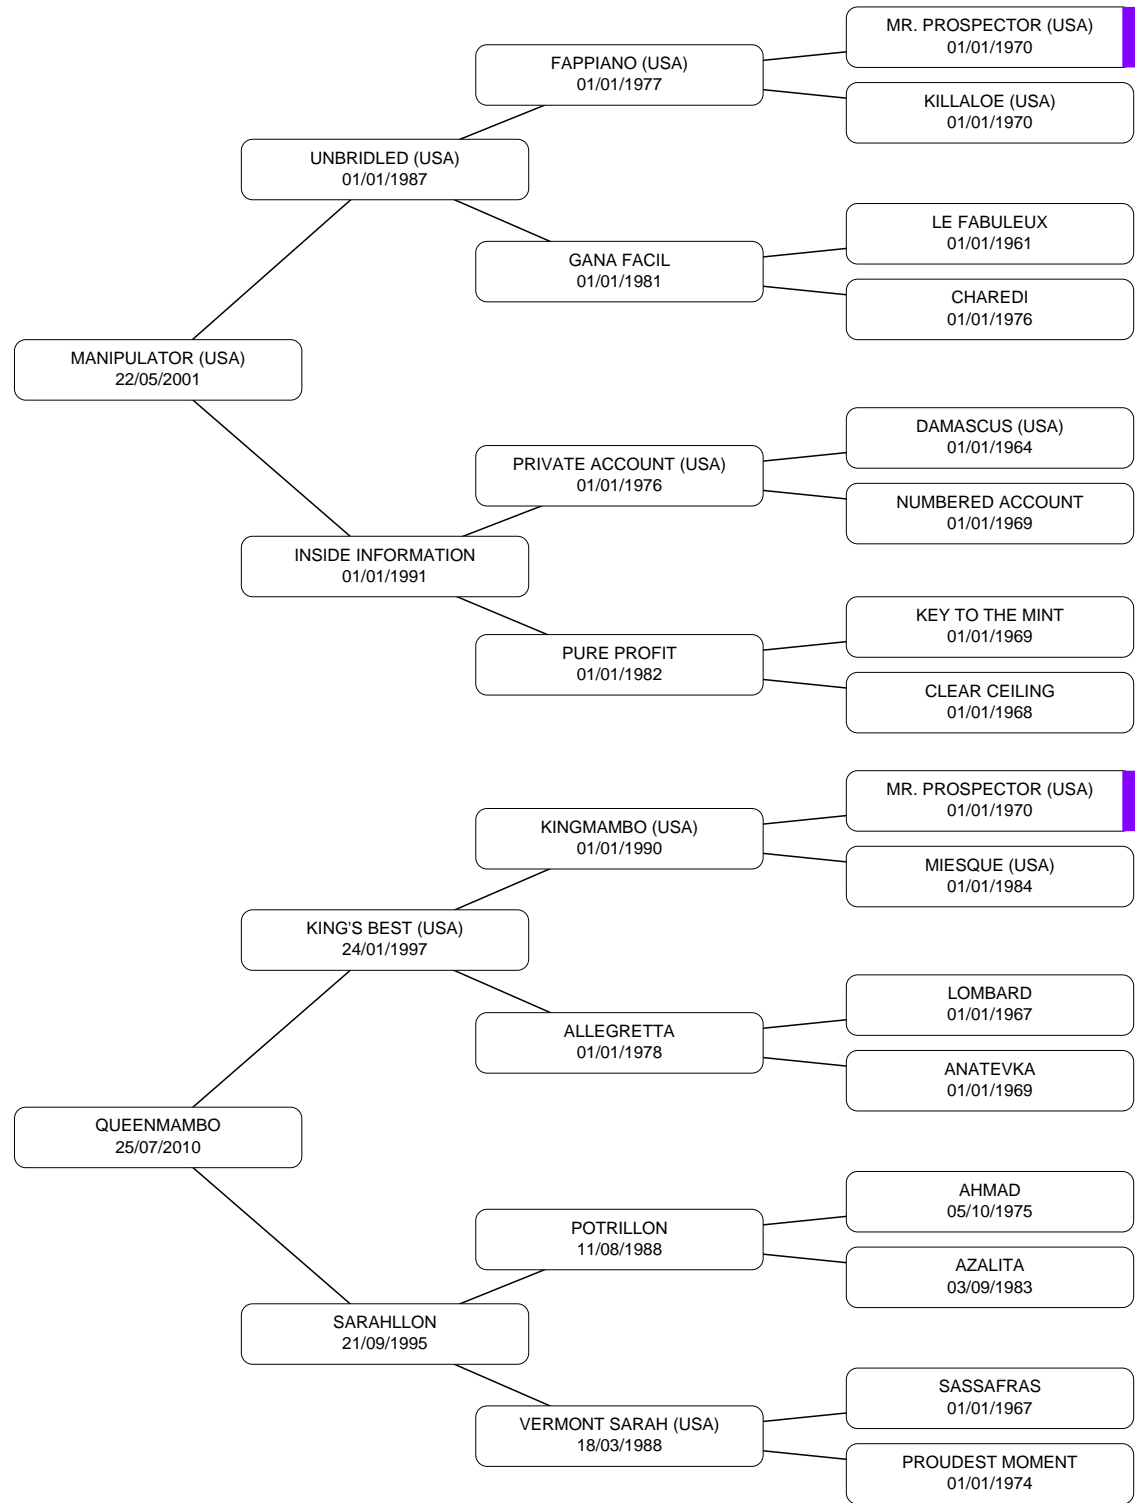 MR. PROSPECTOR (USA)
01/01/1970
FAPPIANO (USA)
01/01/1977
KILLALOE (USA)
01/01/1970
UNBRIDLED (USA)
01/01/1987
LE FABULEUX
01/01/1961
GANA FACIL
01/01/1981
CHAREDI
01/01/1976
MANIPULATOR (USA)
22/05/2001
DAMASCUS (USA)
01/01/1964
PRIVATE ACCOUNT (USA)
01/01/1976
NUMBERED ACCOUNT
01/01/1969
INSIDE INFORMATION
01/01/1991
KEY TO THE MINT
01/01/1969
PURE PROFIT
01/01/1982
CLEAR CEILING
01/01/1968
MR. PROSPECTOR (USA)
01/01/1970
KINGMAMBO (USA)
01/01/1990
MIESQUE (USA)
01/01/1984
KING'S BEST (USA)
24/01/1997
LOMBARD
01/01/1967
ALLEGRETTA
01/01/1978
ANATEVKA
01/01/1969
QUEENMAMBO
25/07/2010
AHMAD
05/10/1975
POTRILLON
11/08/1988
AZALITA
03/09/1983
SARAHLLON
21/09/1995
SASSAFRAS
01/01/1967
VERMONT SARAH (USA)
18/03/1988
PROUDEST MOMENT
01/01/1974